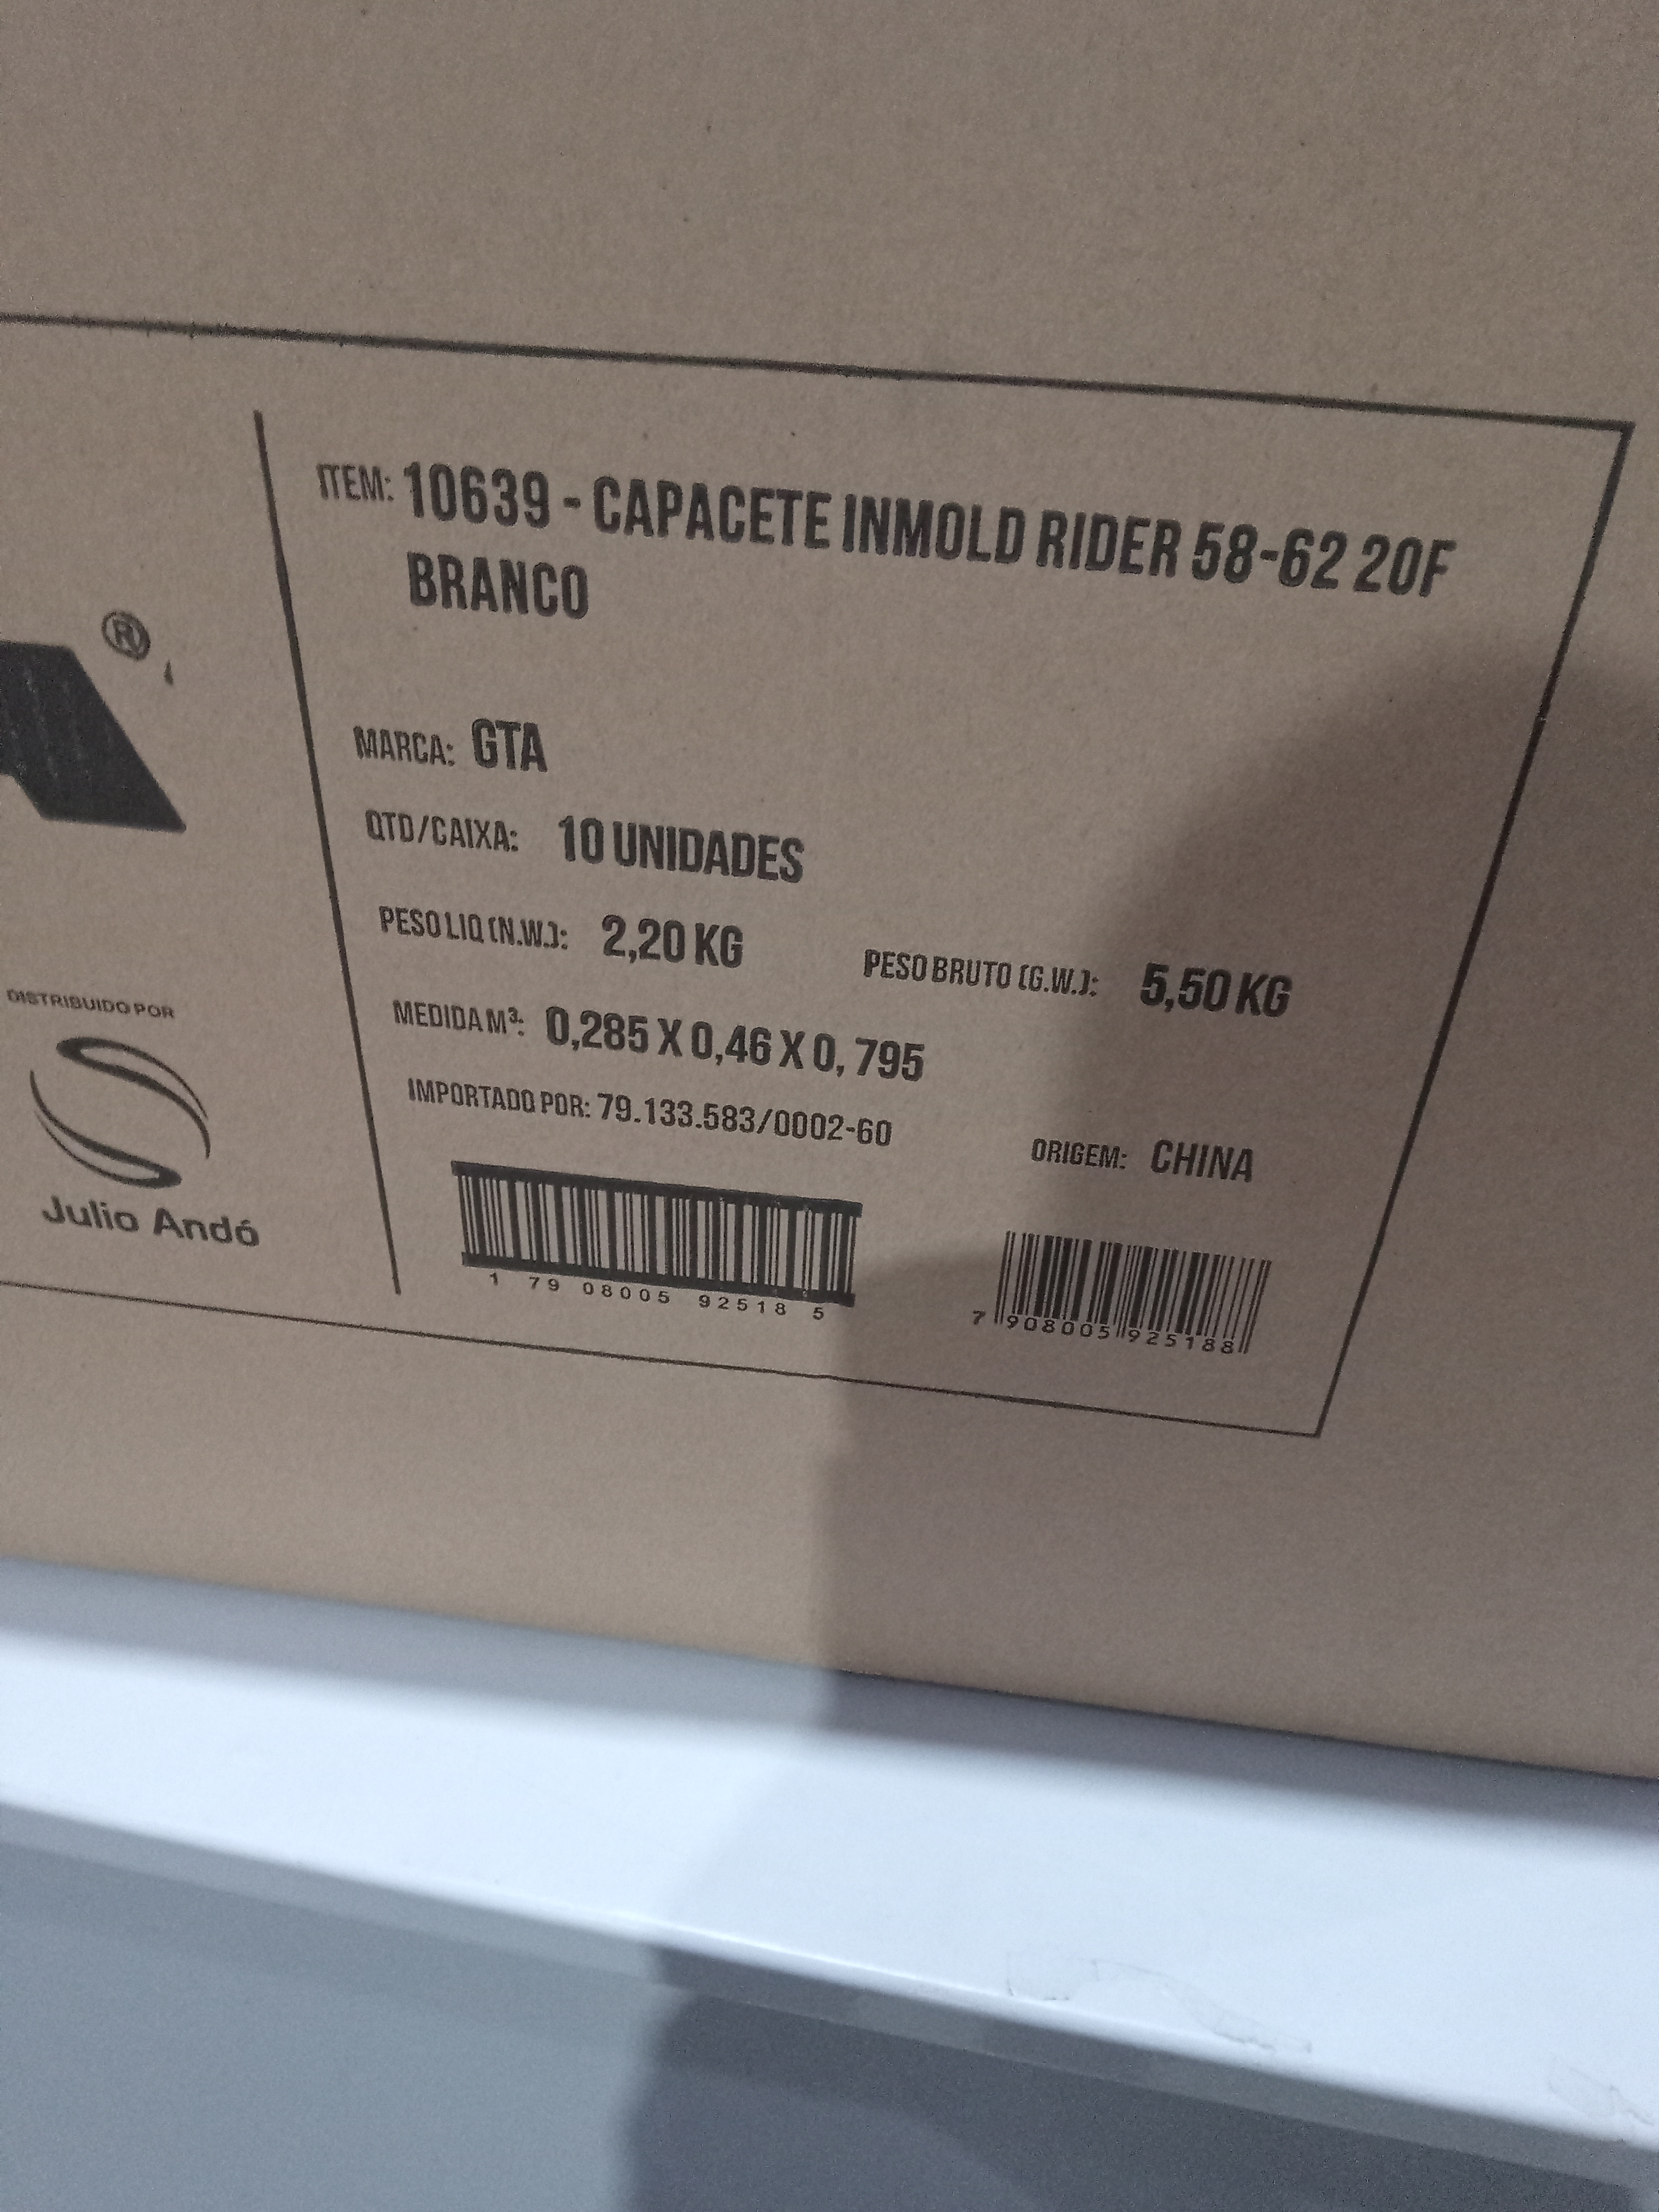 ITEM: 10639 - CAPACETE INMOLD RIDER 58-62 20F
BRANCO
®
MARCA: GTA
QTD/CAIXA: 10 UNIDADES
PESO LIQ (N.W.): 2,20 KG PESO BRUTO (G.W.): 5,50 KG
MEDIDA M³: 0,285 X 0,46 X 0, 795
IMPORTADO POR: 79.133.583/0002-60
ORIGEM: CHINA
DISTRIBUIDO POR
Julio Andó
1 79 08005 92518 5
7 908005 925188